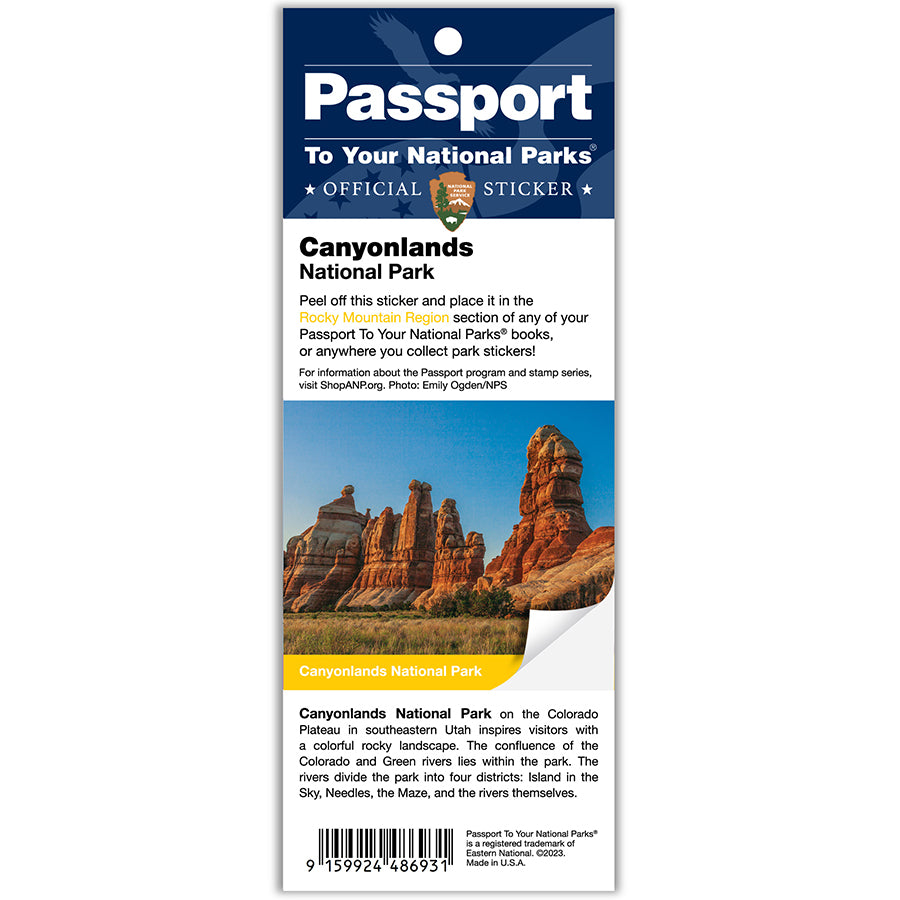 Passport
To Your National Parks®
★ OFFICIAL STICKER ★
NATIONAL
PARK
SERVICE
Canyonlands
National Park
Peel off this sticker and place it in the
Rocky Mountain Region section of any of your
Passport To Your National Parks® books,
or anywhere you collect park stickers!
For information about the Passport program and stamp series,
visit ShopANP.org. Photo: Emily Ogden/NPS
Canyonlands National Park
Canyonlands National Park on the Colorado
Plateau in southeastern Utah inspires visitors with
a colorful rocky landscape. The confluence of the
Colorado and Green rivers lies within the park. The
rivers divide the park into four districts: Island in the
Sky, Needles, the Maze, and the rivers themselves.
9 159924 486931
Passport To Your National Parks®
is a registered trademark of
Eastern National. ©2023.
Made in U.S.A.